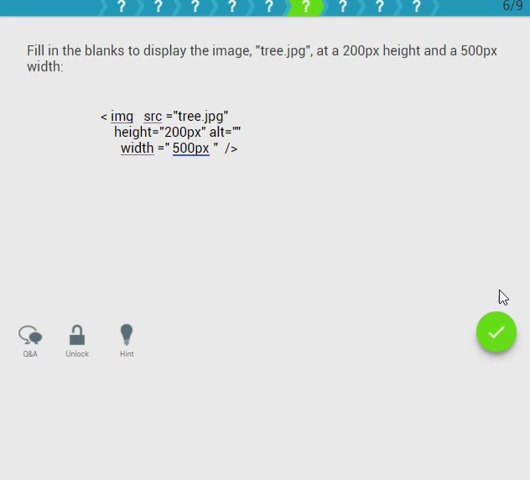 ? ? ? ? ? ? ? ? ? 6/9
Fill in the blanks to display the image, "tree.jpg", at a 200px height and a 500px
width:
< img src ="tree.jpg"
height="200px" alt=""
width =" 500px " />
Q&A Unlock Hint